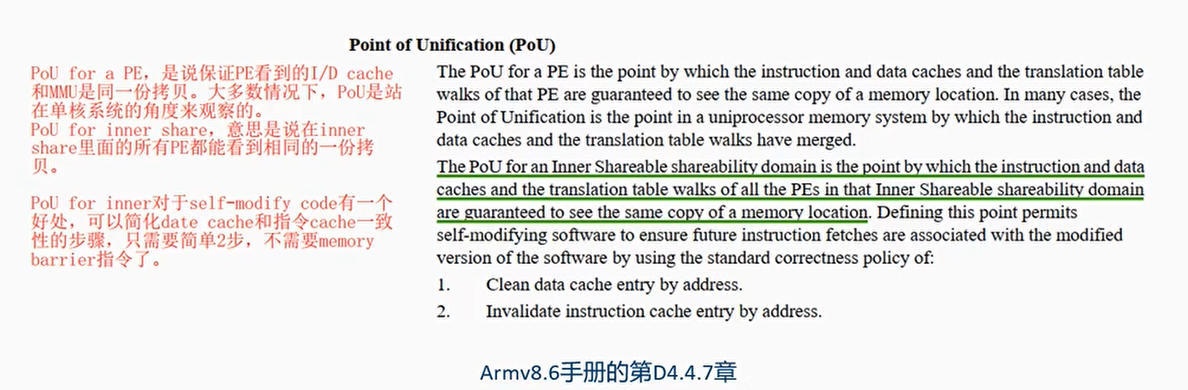 Point of Unification (PoU)
PoU for a PE，是说保证PE看到的I/D cache
和MMU是同一份拷贝。大多数情况下，PoU是站
在单核系统的角度来观察的。
PoU for inner share，意思是说在inner
share里面的所有PE都能看到相同的一份拷
贝。
PoU for inner对于self-modify code有一个
好处，可以简化date cache和指令cache一致
性的步骤，只需要简单2步，不需要memory
barrier指令了。
The PoU for a PE is the point by which the instruction and data caches and the translation table
walks of that PE are guaranteed to see the same copy of a memory location. In many cases, the
Point of Unification is the point in a uniprocessor memory system by which the instruction and
data caches and the translation table walks have merged.
The PoU for an Inner Shareable shareability domain is the point by which the instruction and data
caches and the translation table walks of all the PEs in that Inner Shareable shareability domain
are guaranteed to see the same copy of a memory location. Defining this point permits
self-modifying software to ensure future instruction fetches are associated with the modified
version of the software by using the standard correctness policy of:
1. Clean data cache entry by address.
2. Invalidate instruction cache entry by address.
Armv8.6手册的第D4.4.7章